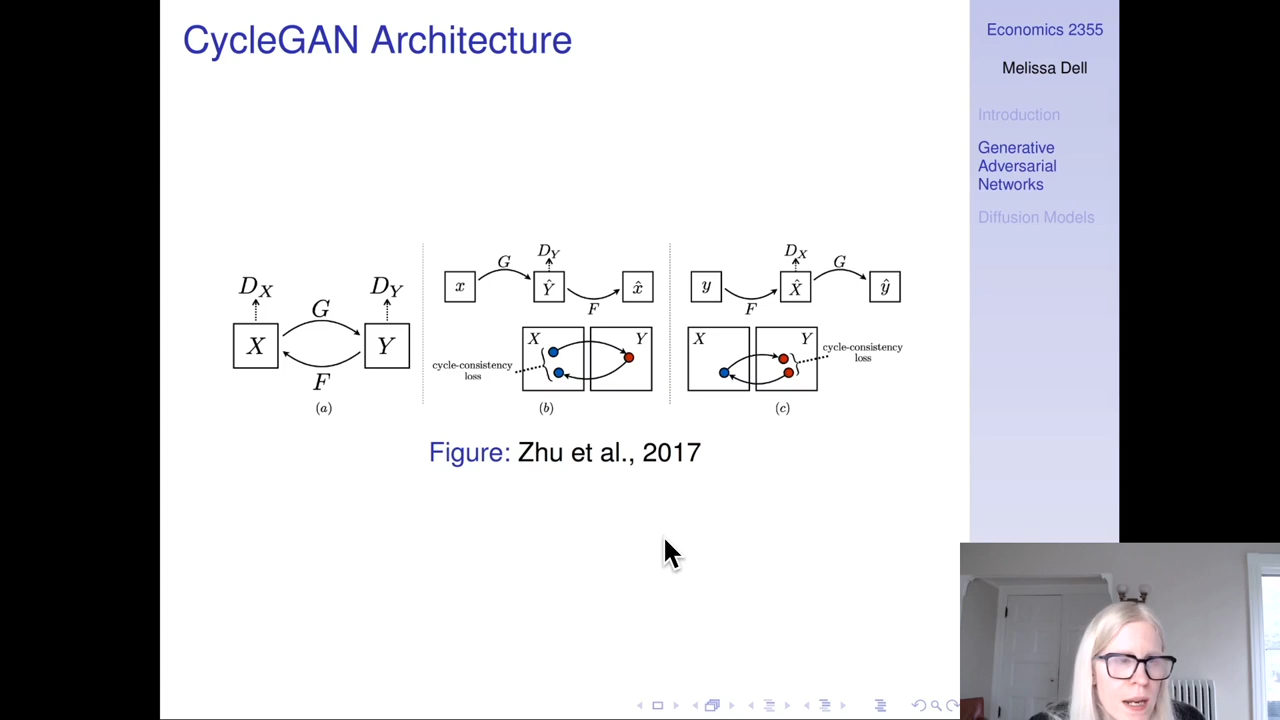 CycleGAN Architecture
Economics 2355
Melissa Dell
Introduction
Generative
Adversarial
Networks
Diffusion Models
D_X
D_Y
G
X
Y
F
(a)
D_Y
G
x
Ŷ
x̂
F
X
Y
cycle-consistency
loss
(b)
D_X
G
y
X̂
ŷ
F
X
Y
cycle-consistency
loss
(c)
Figure: Zhu et al., 2017